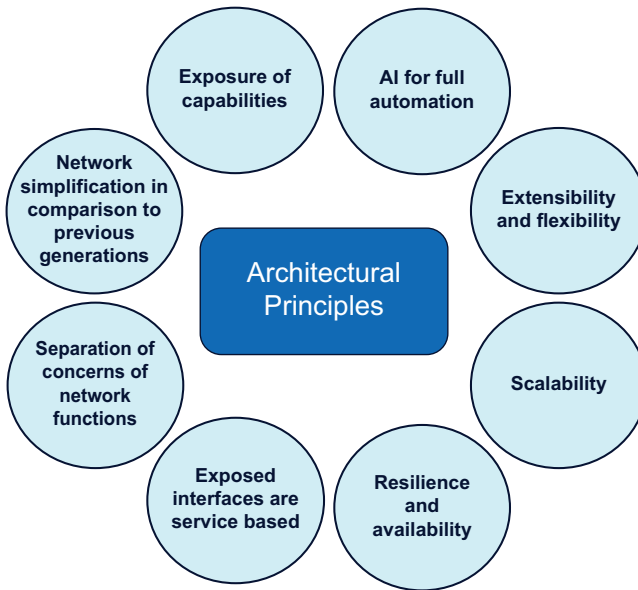 Exposure of
capabilities
AI for full
automation
Network
simplification in
comparison to
previous
generations
Extensibility
and flexibility
Architectural
Principles
Separation of
concerns of
network
functions
Scalability
Exposed
interfaces are
service based
Resilience
and
availability